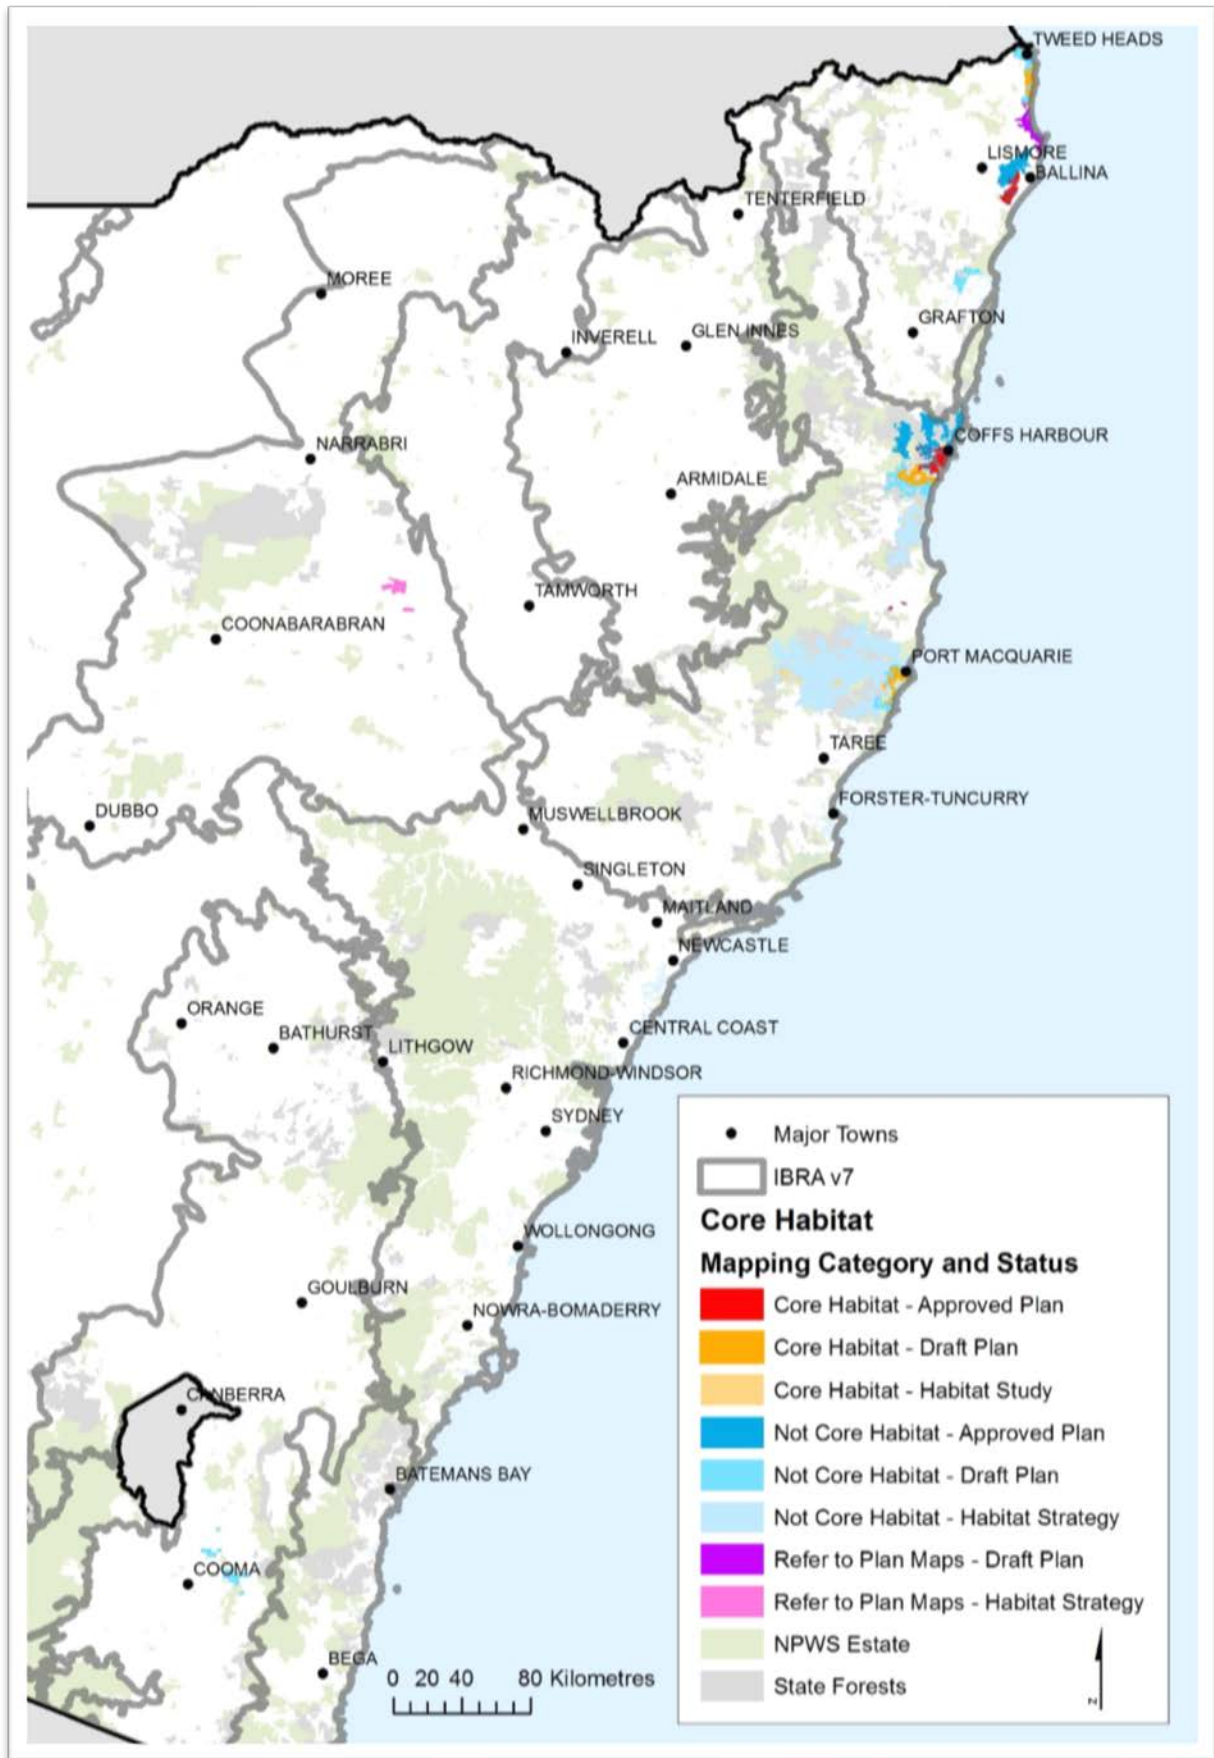 TWEED HEADS
LISMORE
BALLINA
TENTERFIELD
MOREE
GRAFTON
INVERELL
GLEN INNES
COFFS HARBOUR
NARRABRI
ARMIDALE
TAMWORTH
COONABARABRAN
PORT MACQUARIE
TAREE
FORSTER-TUNCURRY
DUBBO
MUSWELLBROOK
SINGLETON
MAITLAND
NEWCASTLE
ORANGE
BATHURST
CENTRAL COAST
LITHGOW
RICHMOND-WINDSOR
SYDNEY
WOLLONGONG
GOULBURN
NOWRA-BOMADERRY
CANBERRA
BATEMANS BAY
COOMA
BEGA
0 20 40 80 Kilometres
Major Towns
IBRA v7
Core Habitat
Mapping Category and Status
Core Habitat - Approved Plan
Core Habitat - Draft Plan
Core Habitat - Habitat Study
Not Core Habitat - Approved Plan
Not Core Habitat - Draft Plan
Not Core Habitat - Habitat Strategy
Refer to Plan Maps - Draft Plan
Refer to Plan Maps - Habitat Strategy
NPWS Estate
State Forests
N